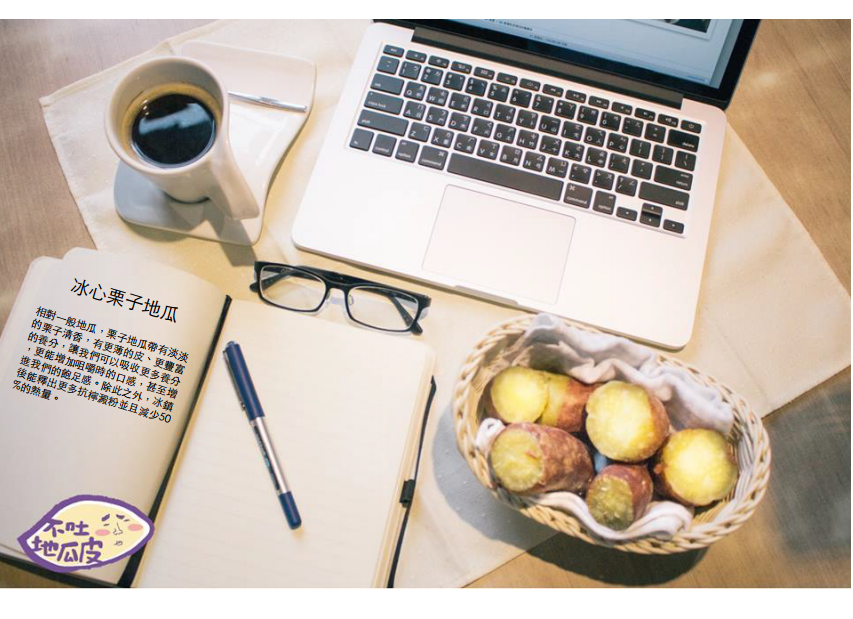 冰心栗子地瓜
相對一般地瓜，栗子地瓜帶有淡淡
的栗子清香，有更薄的皮、更豐富
的養分，讓我們可以吸收更多養分
，更能增加咀嚼時的口感，甚至增
進我們的飽足感。除此之外，冰鎮
後能釋出更多抗檸澱粉並且減少50
%的熱量。
不吐
地瓜皮